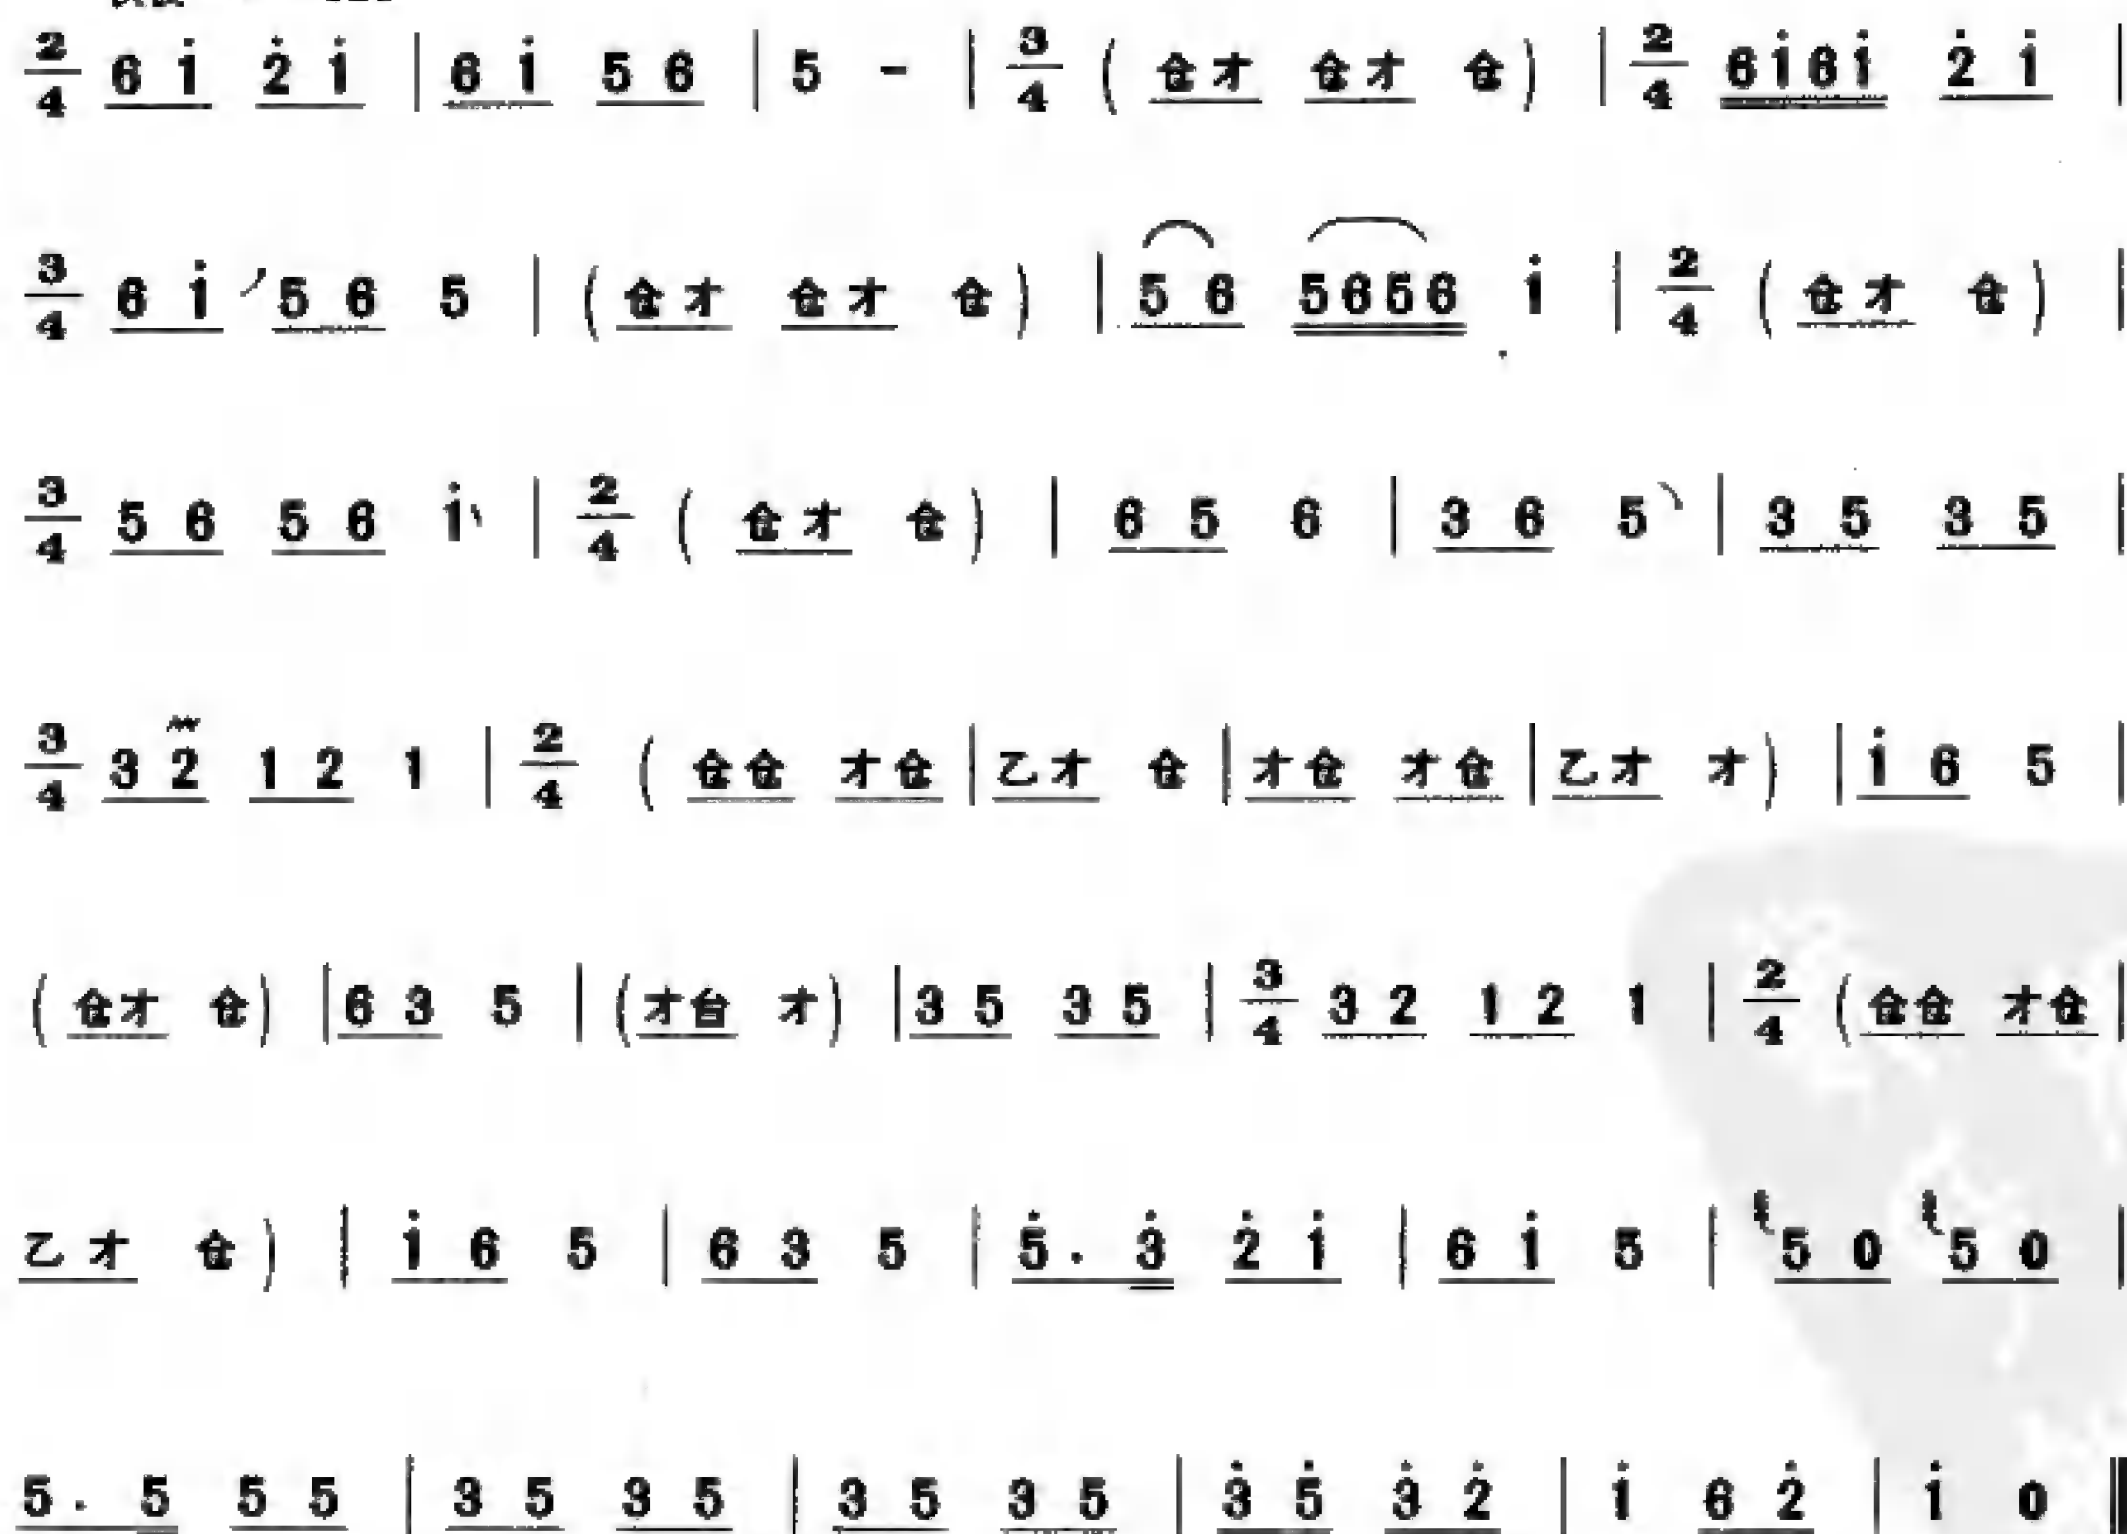 2/4 6 i̇ 2̇ i̇ | 6 i̇ 5 6 | 5 - | 3/4 ( 仓才 仓才 仓 ) | 2/4 6i̇6i̇ 2̇ i̇ |
3/4 6 i̇ 5 6 5 | ( 仓才 仓才 仓 ) | 5 6 5656 i̇ | 2/4 ( 仓才 仓 ) |
3/4 5 6 5 6 i̇ | 2/4 ( 仓才 仓 ) | 6 5 6 | 3 6 5 | 3 5 3 5 |
3/4 3 2 1 2 1 | 2/4 ( 仓仓 才仓 | 乙才 仓 | 才仓 才仓 | 乙才 才 ) | i̇ 6 5 |
( 仓才 仓 ) | 6 3 5 | ( 才台 才 ) | 3 5 3 5 | 3/4 3 2 1 2 1 | 2/4 ( 仓仓 才仓 |
乙才 仓 ) | i̇ 6 5 | 6 3 5 | 5̇ . 3̇ 2̇ i̇ | 6 i̇ 5 | 5 0 5 0 |
5 . 5 5 5 | 3 5 3 5 | 3 5 3 5 | 3̇ 5̇ 3̇ 2̇ | i̇ 6 2̇ | i̇ 0 ‖